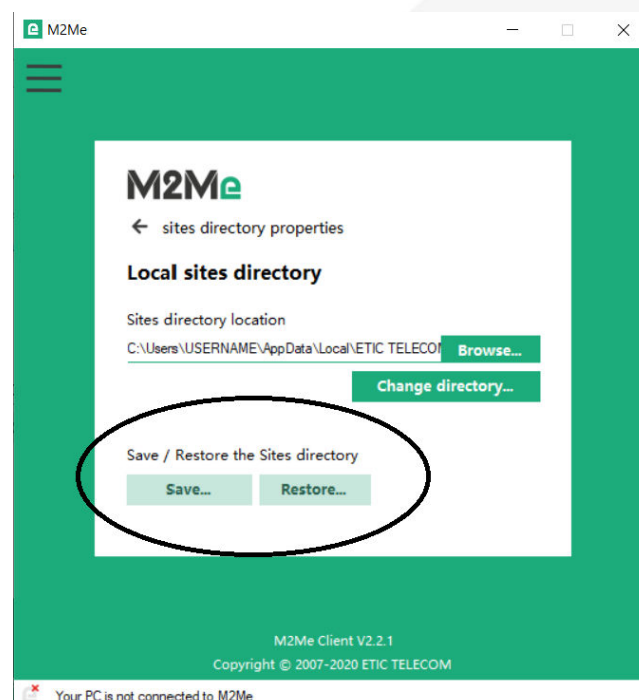 M2Me
M2Me
sites directory properties
Local sites directory
Sites directory location
C:\Users\USERNAME\AppData\Local\ETIC TELECOM
Browse...
Change directory...
Save / Restore the Sites directory
Save... Restore...
M2Me Client V2.2.1
Copyright © 2007-2020 ETIC TELECOM
Your PC is not connected to M2Me